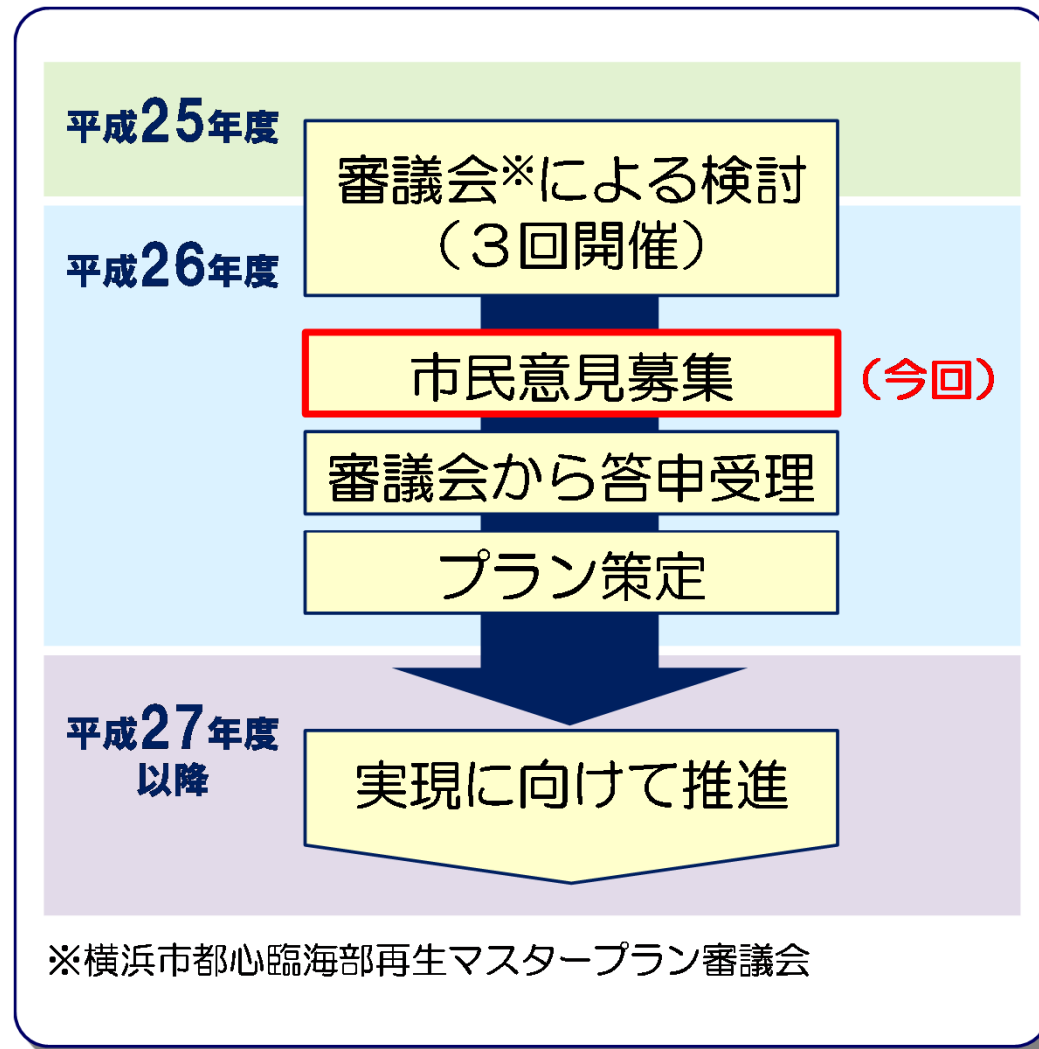 平成25年度
審議会※による検討
（３回開催）
平成26年度
市民意見募集
（今回）
審議会から答申受理
プラン策定
平成27年度
以降
実現に向けて推進
※横浜市都心臨海部再生マスタープラン審議会